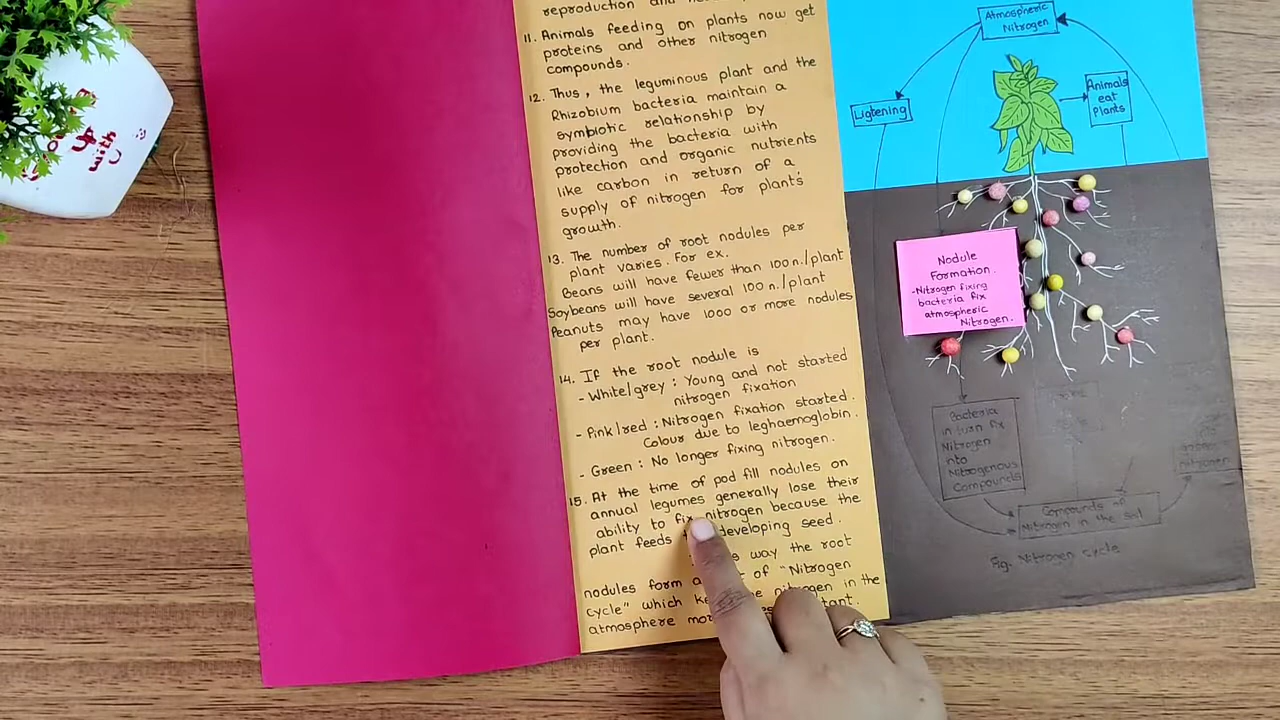 reproduction and
11. Animals feeding on plants now get
proteins and other nitrogen
compounds.
12. Thus, the leguminous plant and the
Rhizobium bacteria maintain a
symbiotic relationship by
providing the bacteria with
protection and organic nutrients
like carbon in return of a
supply of nitrogen for plant's
growth.
13. The number of root nodules per
plant varies. For ex.
Beans will have fewer than 100 n./plant
Soybeans will have several 100 n./plant
Peanuts may have 1000 or more nodules
per plant.
14. If the root nodule is
- White/grey : Young and not started
nitrogen fixation
- Pink/red : Nitrogen fixation started.
Colour due to leghaemoglobin.
- Green : No longer fixing nitrogen.
15. At the time of pod fill nodules on
annual legumes generally lose their
ability to fix nitrogen because the
plant feeds developing seed.
way the root
nodules form a of "Nitrogen
cycle" which nitrogen in the
atmosphere
Atmospheric
Nitrogen
Ligtening
Animals
eat
Plants
Nodule
Formation.
-Nitrogen fixing
bacteria fix
atmospheric
Nitrogen.
Bacteria
in turn fix
Nitrogen
into
Nitrogenous
Compounds
Compounds of
Nitrogen in the soil
nitrogen
Fig. Nitrogen cycle